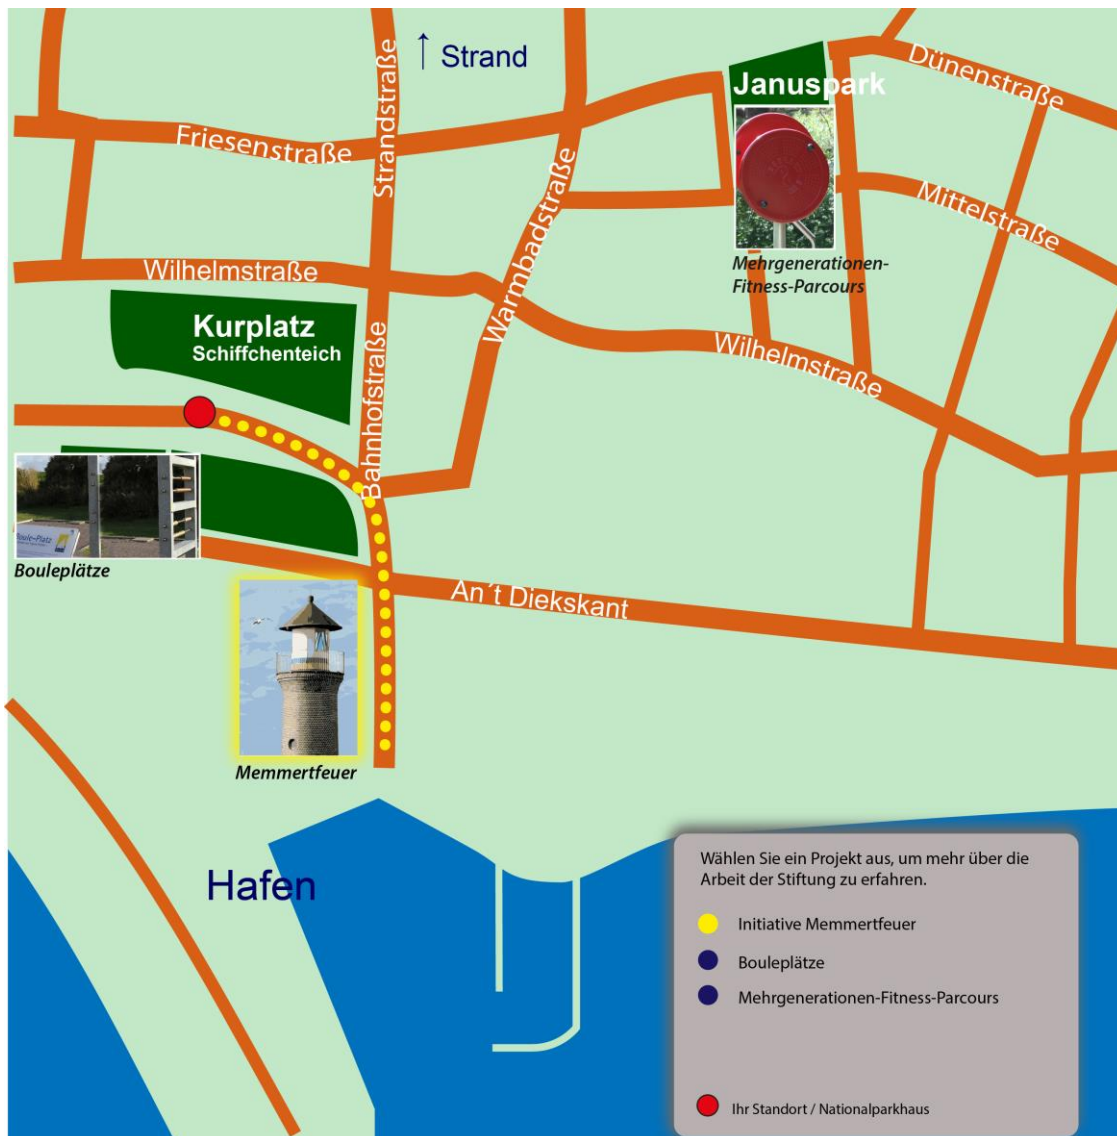 ↑ Strand
Januspark
Dünenstraße
Friesenstraße
Strandstraße
Warmbadstraße
Mittelstraße
Mehrgenerationen-
Fitness-Parcours
Wilhelmstraße
Kurplatz
Schiffchenteich
Bahnhofstraße
Wilhelmstraße
Boule-Platz
Bouleplätze
An´t Diekskant
Memmertfeuer
Hafen
Wählen Sie ein Projekt aus, um mehr über die
Arbeit der Stiftung zu erfahren.
Initiative Memmertfeuer
Bouleplätze
Mehrgenerationen-Fitness-Parcours
Ihr Standort / Nationalparkhaus